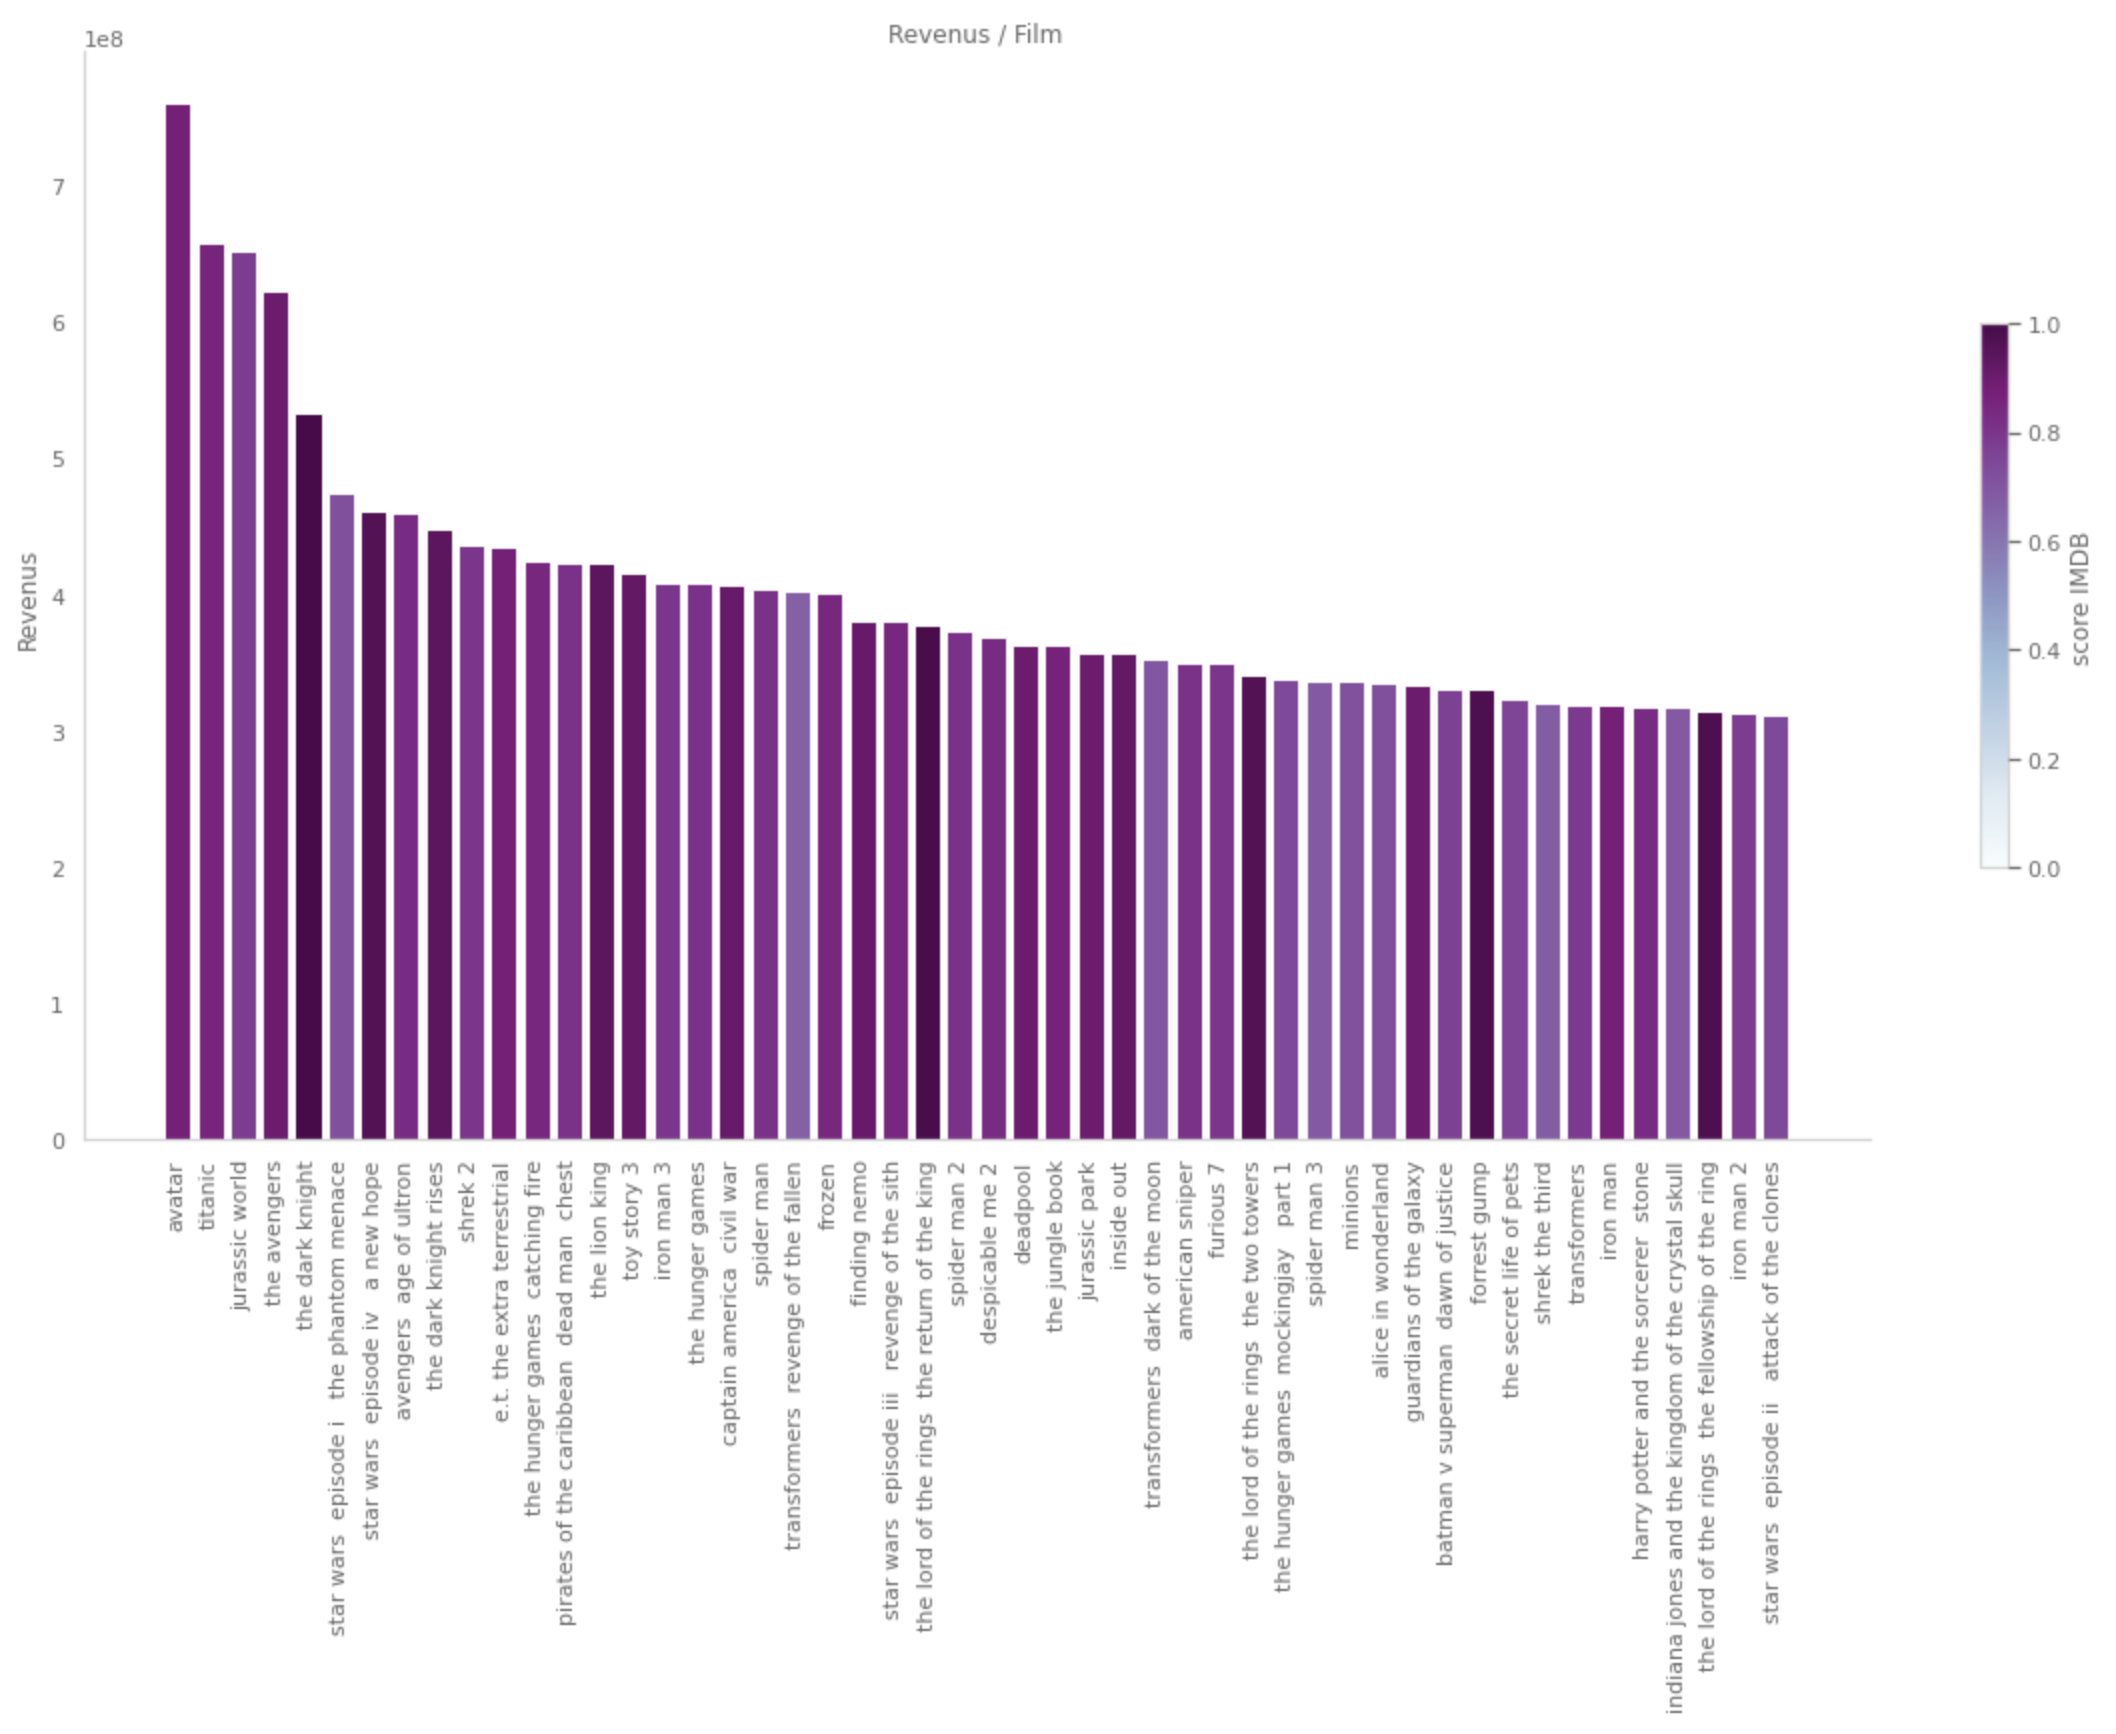 Revenus / Film
1e8
7
6
5
4
3
2
1
0
Revenus
avatar
titanic
jurassic world
the avengers
the dark knight
star wars  episode i   the phantom menace
star wars  episode iv   a new hope
avengers  age of ultron
the dark knight rises
shrek 2
e.t. the extra terrestrial
the hunger games  catching fire
pirates of the caribbean  dead man  chest
the lion king
toy story 3
iron man 3
the hunger games
captain america  civil war
spider man
transformers  revenge of the fallen
frozen
finding nemo
star wars  episode iii   revenge of the sith
the lord of the rings  the return of the king
spider man 2
despicable me 2
deadpool
the jungle book
jurassic park
inside out
transformers  dark of the moon
american sniper
furious 7
the lord of the rings  the two towers
the hunger games  mockingjay   part 1
spider man 3
minions
alice in wonderland
guardians of the galaxy
batman v superman  dawn of justice
forrest gump
the secret life of pets
shrek the third
transformers
iron man
harry potter and the sorcerer  stone
indiana jones and the kingdom of the crystal skull
the lord of the rings  the fellowship of the ring
iron man 2
star wars  episode ii   attack of the clones
1.0
0.8
0.6
0.4
0.2
0.0
score IMDB